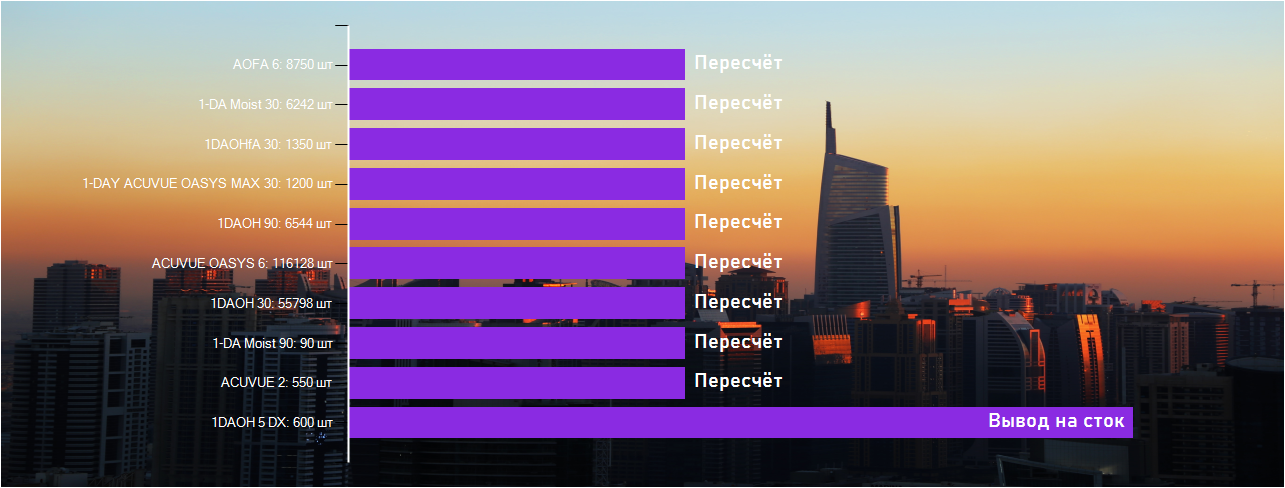 AOFA 6: 8750 шт Пересчёт
1-DA Moist 30: 6242 шт Пересчёт
1DAOHfA 30: 1350 шт Пересчёт
1-DAY ACUVUE OASYS MAX 30: 1200 шт Пересчёт
1DAOH 90: 6544 шт Пересчёт
ACUVUE OASYS 6: 116128 шт Пересчёт
1DAOH 30: 55798 шт Пересчёт
1-DA Moist 90: 90 шт Пересчёт
ACUVUE 2: 550 шт Пересчёт
1DAOH 5 DX: 600 шт Вывод на сток